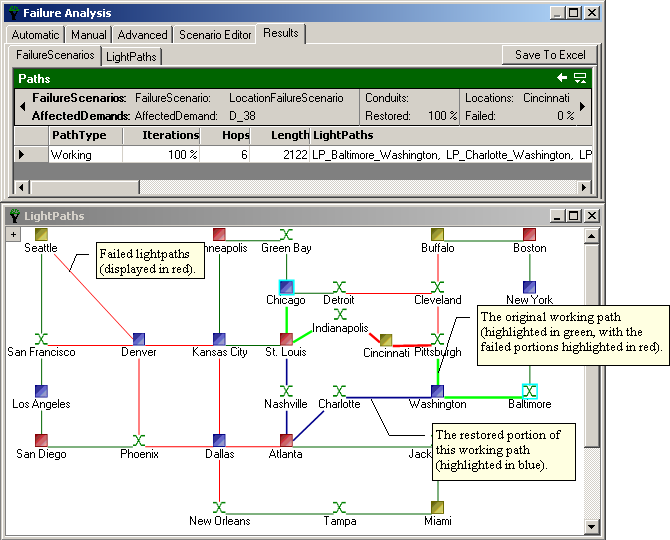 Failure Analysis
Automatic Manual Advanced Scenario Editor Results
FailureScenarios LightPaths Save To Excel
Paths
FailureScenarios: FailureScenario: LocationFailureScenario Conduits: Locations: Cincinnati
AffectedDemands: AffectedDemand: D_38 Restored: 100 % Failed: 0 %
PathType Iterations Hops Length LightPaths
Working 100 % 6 2122 LP_Baltimore_Washington, LP_Charlotte_Washington, LP
LightPaths
+
Seattle nneapolis Green Bay Buffalo Boston
Failed lightpaths
(displayed in red).
Chicago Detroit Cleveland New York
Indianapolis
The original working path
(highlighted in green, with the
failed portions highlighted in red).
San Francisco Denver Kansas City St. Louis Cincinnati Pittsburgh
Los Angeles Nashville Charlotte Washington Baltimore
The restored portion of
this working path
(highlighted in blue).
San Diego Phoenix Dallas Atlanta Jack
New Orleans Tampa Miami